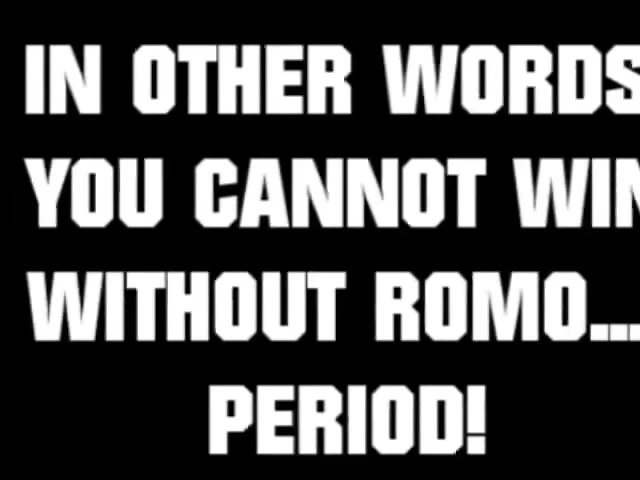 IN OTHER WORDS
YOU CANNOT WIN
WITHOUT ROMO...
PERIOD!